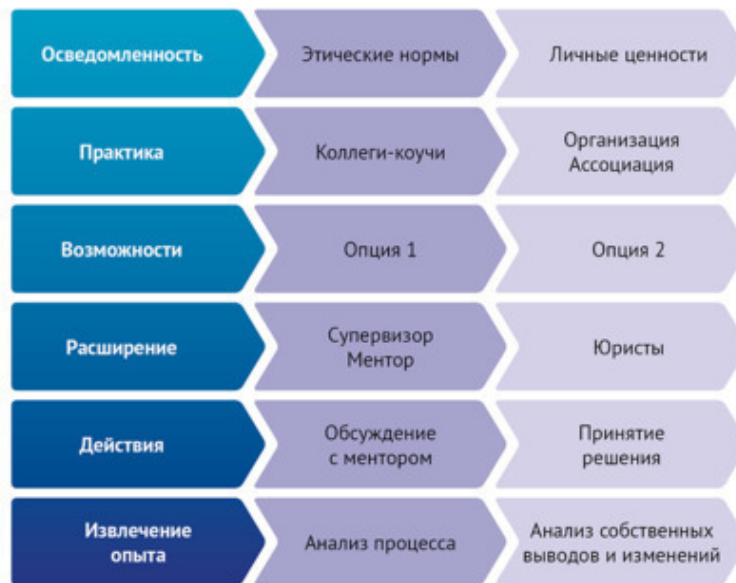 Осведомленность
Этические нормы
Личные ценности
Практика
Коллеги-коучи
Организация
Ассоциация
Возможности
Опция 1
Опция 2
Расширение
Супервизор
Ментор
Юристы
Действия
Обсуждение
с ментором
Принятие
решения
Извлечение
опыта
Анализ процесса
Анализ собственных
выводов и изменений